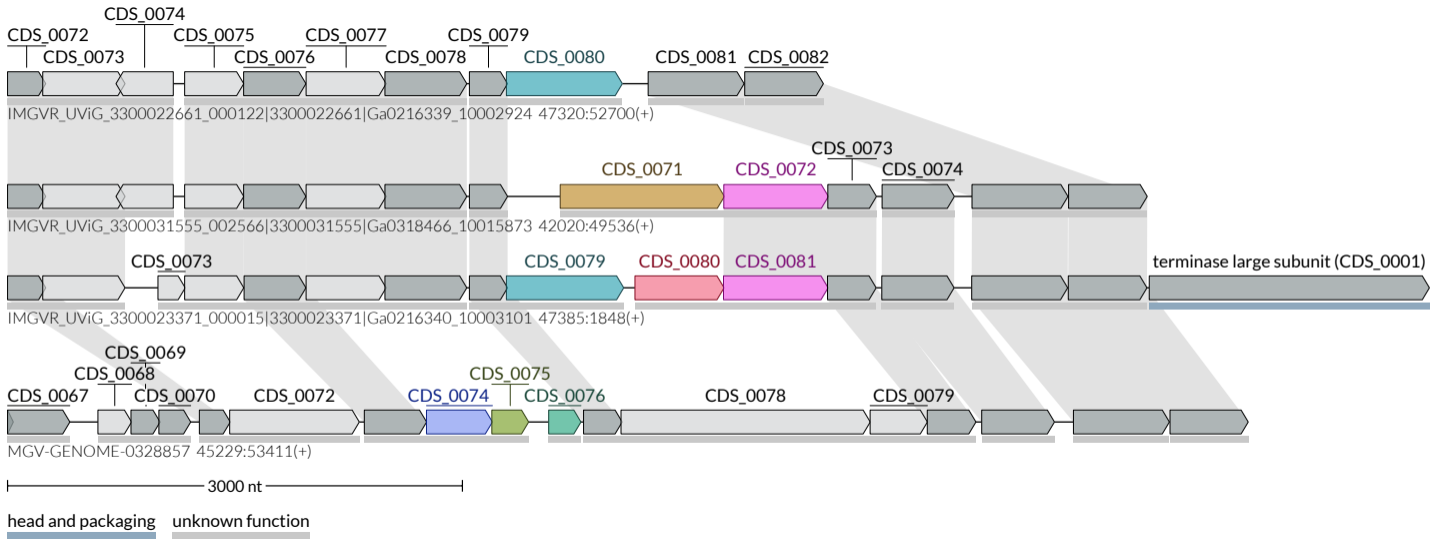 CDS_0074
CDS_0072 CDS_0075 CDS_0077 CDS_0079
CDS_0073 CDS_0076 CDS_0078 CDS_0080 CDS_0081 CDS_0082
IMGVR_UViG_3300022661_000122|3300022661|Ga0216339_10002924 47320:52700(+)
CDS_0073
CDS_0071 CDS_0072 CDS_0074
IMGVR_UViG_3300031555_002566|3300031555|Ga0318466_10015873 42020:49536(+)
CDS_0073 CDS_0079 CDS_0080 CDS_0081 terminase large subunit (CDS_0001)
IMGVR_UViG_3300023371_000015|3300023371|Ga0216340_10003101 47385:1848(+)
CDS_0069
CDS_0068 CDS_0075
CDS_0067 CDS_0070 CDS_0072 CDS_0074 CDS_0076 CDS_0078 CDS_0079
MGV-GENOME-0328857 45229:53411(+)
3000 nt
head and packaging unknown function